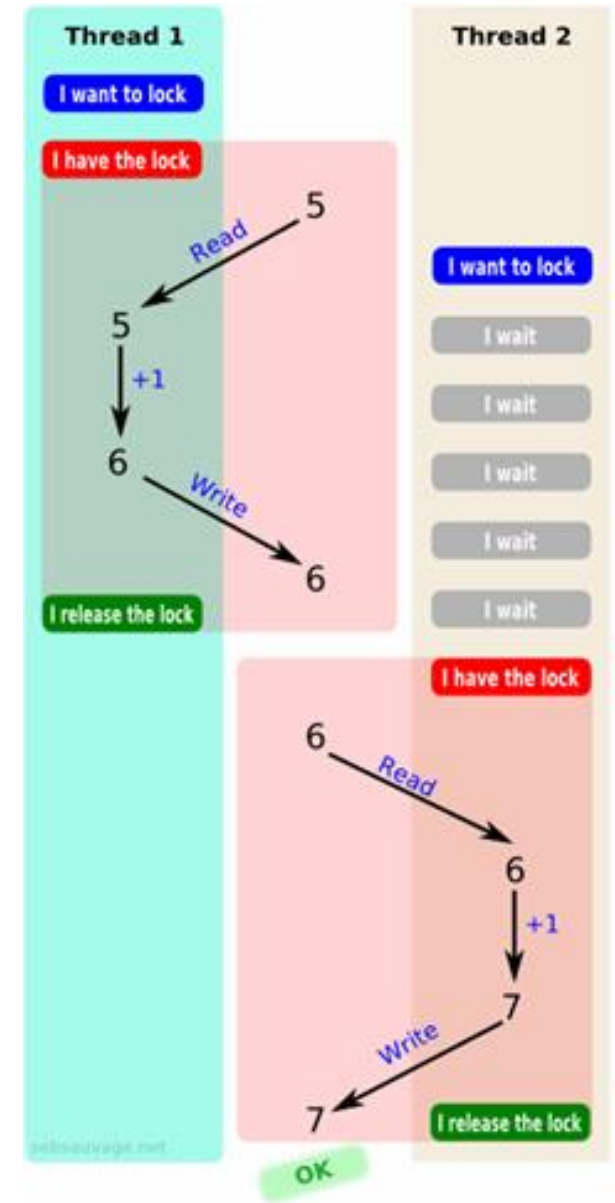 Thread 1
Thread 2
I want to lock
I have the lock
5
Read
I want to lock
5
I wait
+1
I wait
6
I wait
Write
I wait
6
I release the lock
I wait
I have the lock
6
Read
6
+1
7
Write
7
I release the lock
sebsauvage.net
OK